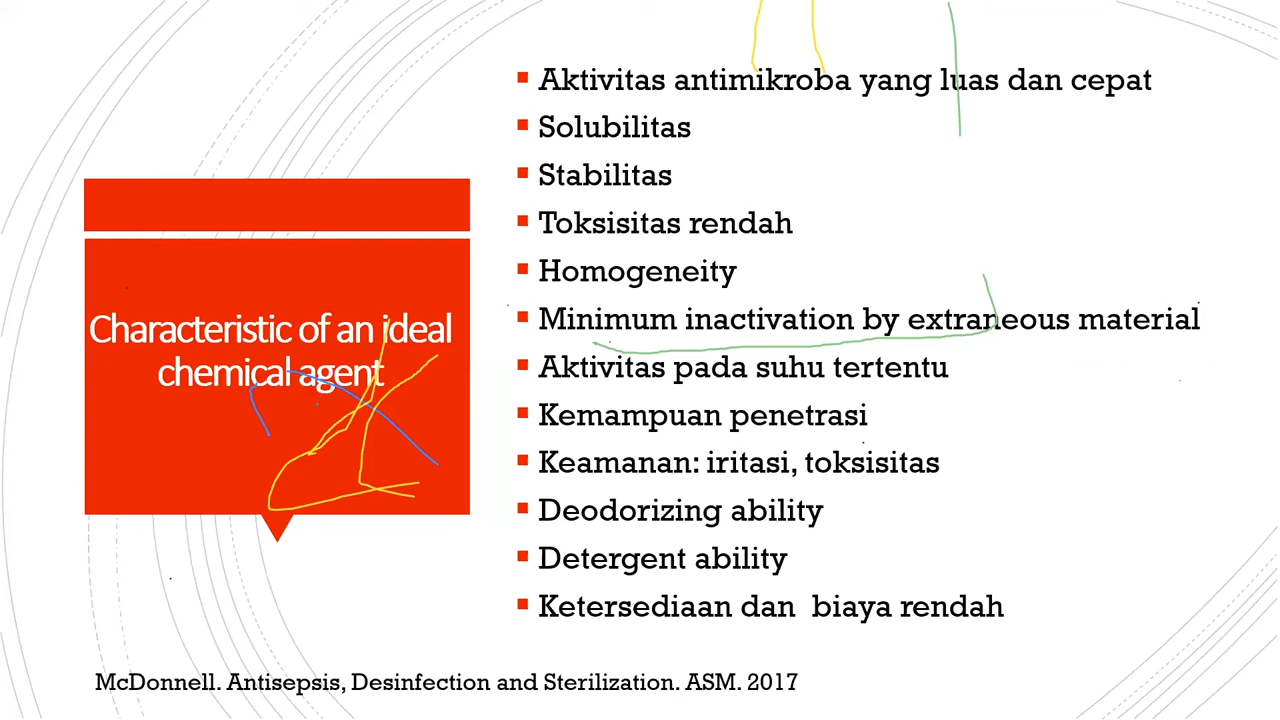 Characteristic of an ideal
chemical agent
Aktivitas antimikroba yang luas dan cepat
Solubilitas
Stabilitas
Toksisitas rendah
Homogeneity
Minimum inactivation by extraneous material
Aktivitas pada suhu tertentu
Kemampuan penetrasi
Keamanan: iritasi, toksisitas
Deodorizing ability
Detergent ability
Ketersediaan dan biaya rendah
McDonnell. Antisepsis, Desinfection and Sterilization. ASM. 2017